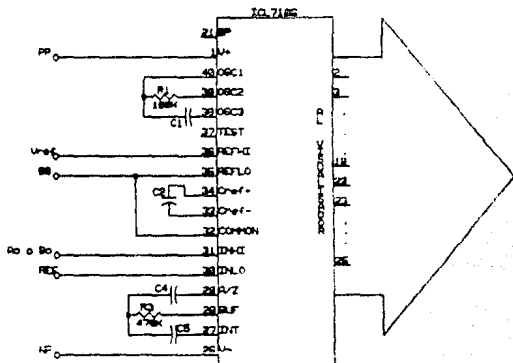 ICL7106
21 BP
PP 1 V+
40 OSC1 2
R1 39 OSC2 3
100K
38 OSC3
C1
37 TEST
Vref 36 REFHI 19
35 REFLO 22
C2 34 Cref+ 23
33 Cref-
32 COMMON
31 INHI
REF 30 INLO 25
C4 29 A/Z
R3 28 BUF
470K
C5 27 INT
26 V-